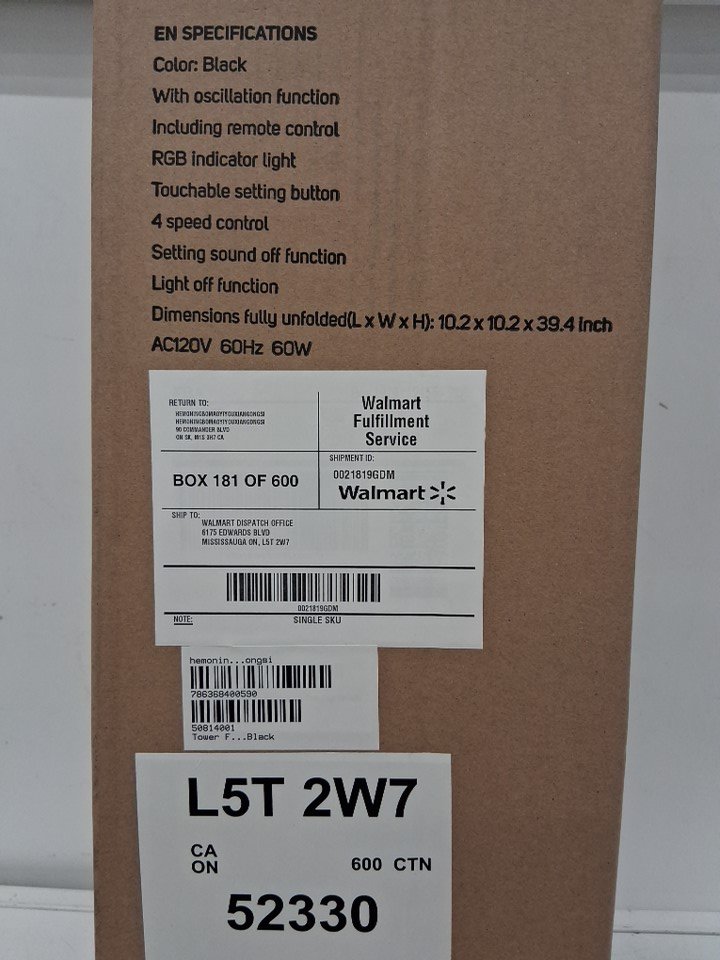 EN SPECIFICATIONS
Color: Black
With oscillation function
Including remote control
RGB indicator light
Touchable setting button
4 speed control
Setting sound off function
Light off function
Dimensions fully unfolded(L x W x H): 10.2 x 10.2 x 39.4 inch
AC120V 60Hz 60W
RETURN TO:
90 COMMANDER BLVD
Walmart
Fulfillment
Service
BOX 181 OF 600
SHIPMENT ID:
0021819GDM
Walmart
SHIP TO:
WALMART DISPATCH OFFICE
6175 EDWARDS BLVD
MISSISSAUGA ON, L5T 2W7
0021819GDM
NOTE:
SINGLE SKU
hemonin...ongsi
786368400590
50814001
Tower F...Black
L5T 2W7
CA
ON
600 CTN
52330